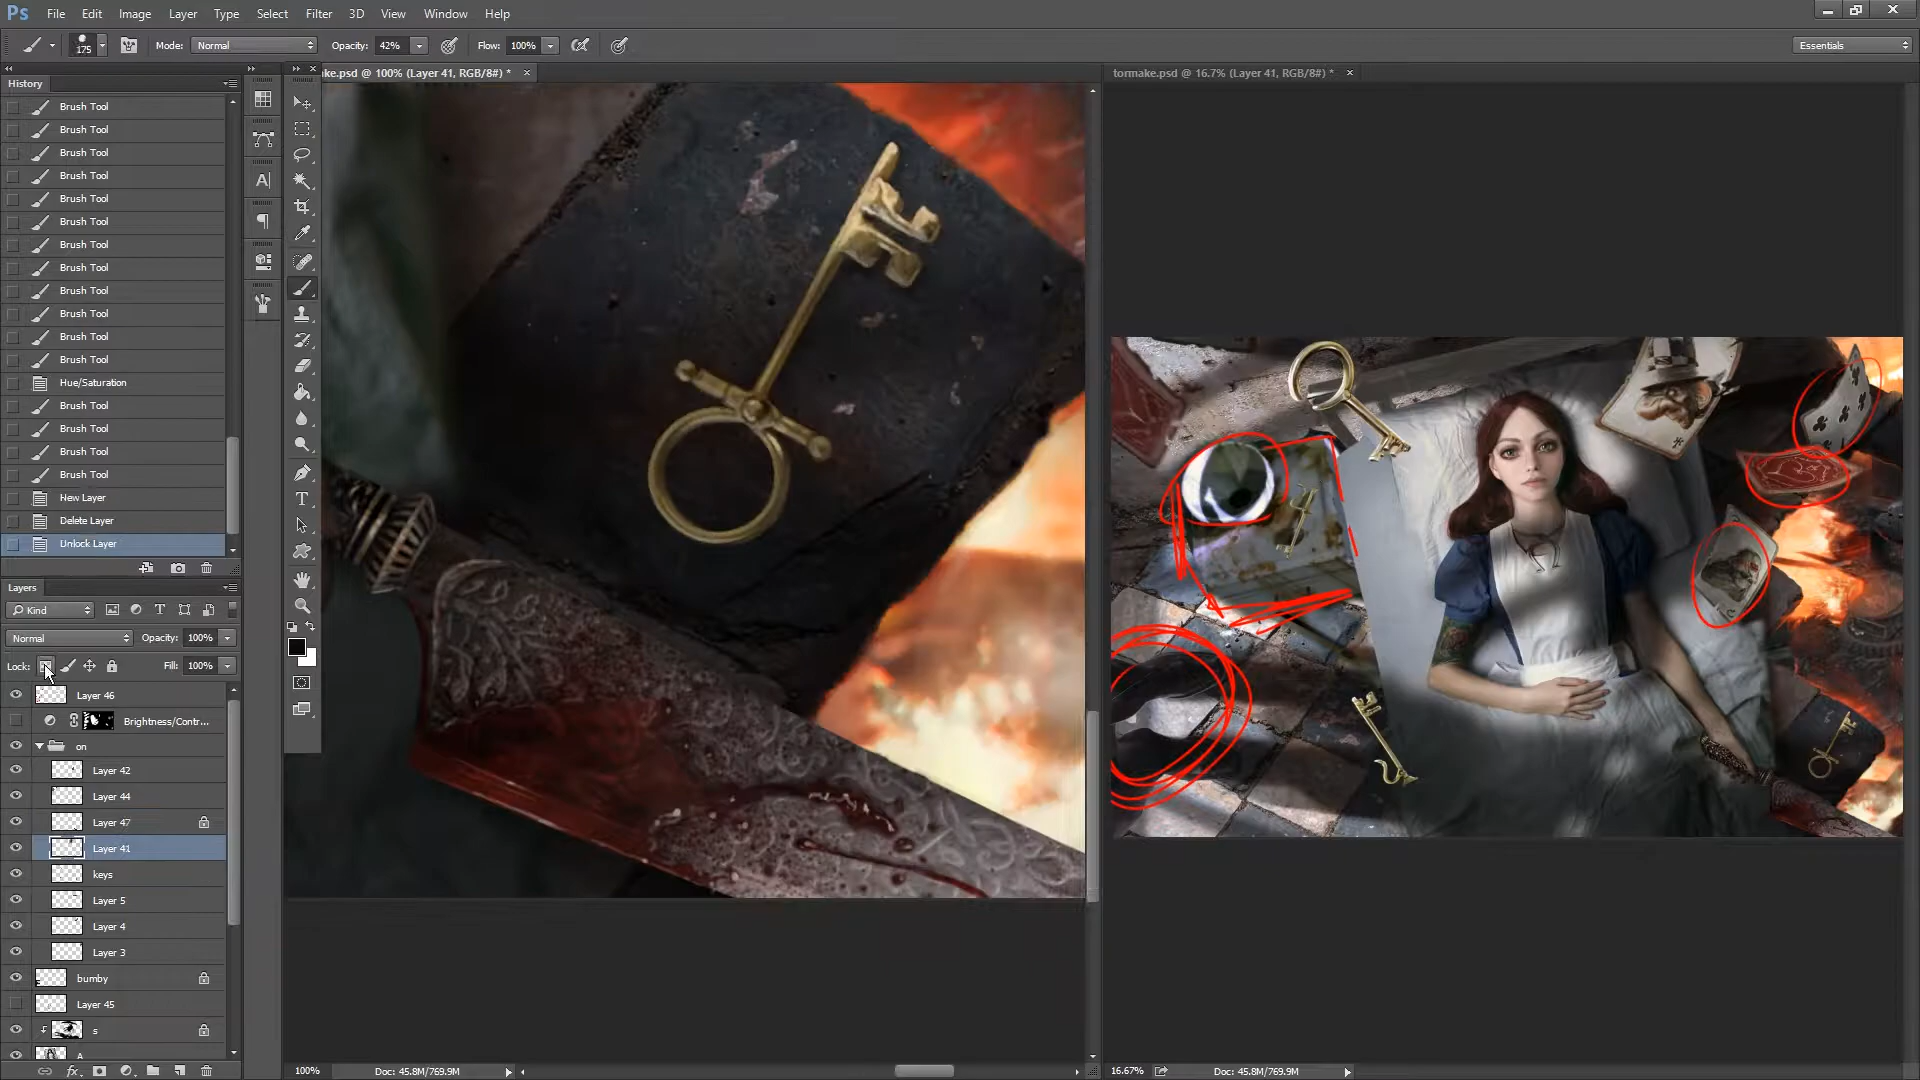 Ps File Edit Image Layer Type Select Filter 3D View Window Help
175 Mode: Normal Opacity: 42% Flow: 100% Essentials
History
ke.psd @ 100% (Layer 41, RGB/8#) * ×
tormake.psd @ 16.7% (Layer 41, RGB/8#) * ×
Brush Tool
Brush Tool
Brush Tool
Brush Tool
Brush Tool
Brush Tool
Brush Tool
Brush Tool
Brush Tool
Brush Tool
Brush Tool
Brush Tool
Hue/Saturation
Brush Tool
Brush Tool
Brush Tool
Brush Tool
New Layer
Delete Layer
Unlock Layer
Layers
Kind
Normal Opacity: 100%
Lock: Fill: 100%
Layer 46
Brightness/Contr...
on
Layer 42
Layer 44
Layer 47
Layer 41
keys
Layer 5
Layer 4
Layer 3
bumby
Layer 45
s
A
100% Doc: 45.8M/769.9M
16.67% Doc: 45.8M/769.9M